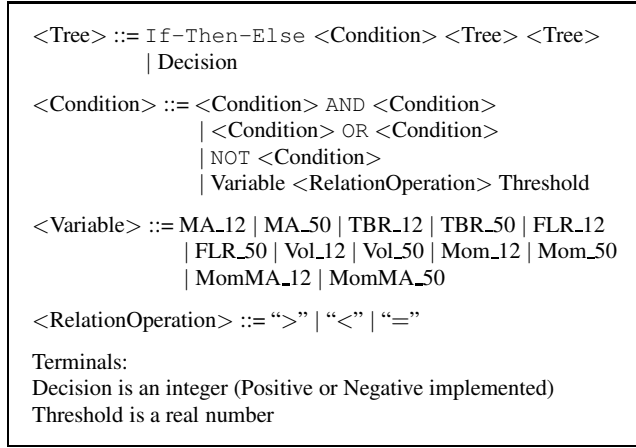 <Tree> ::= If-Then-Else <Condition> <Tree> <Tree>
| Decision
<Condition> ::= <Condition> AND <Condition>
| <Condition> OR <Condition>
| NOT <Condition>
| Variable <RelationOperation> Threshold
<Variable> ::= MA_12 | MA_50 | TBR_12 | TBR_50 | FLR_12
| FLR_50 | Vol_12 | Vol_50 | Mom_12 | Mom_50
| MomMA_12 | MomMA_50
<RelationOperation> ::= “>” | “<” | “=”
Terminals:
Decision is an integer (Positive or Negative implemented)
Threshold is a real number